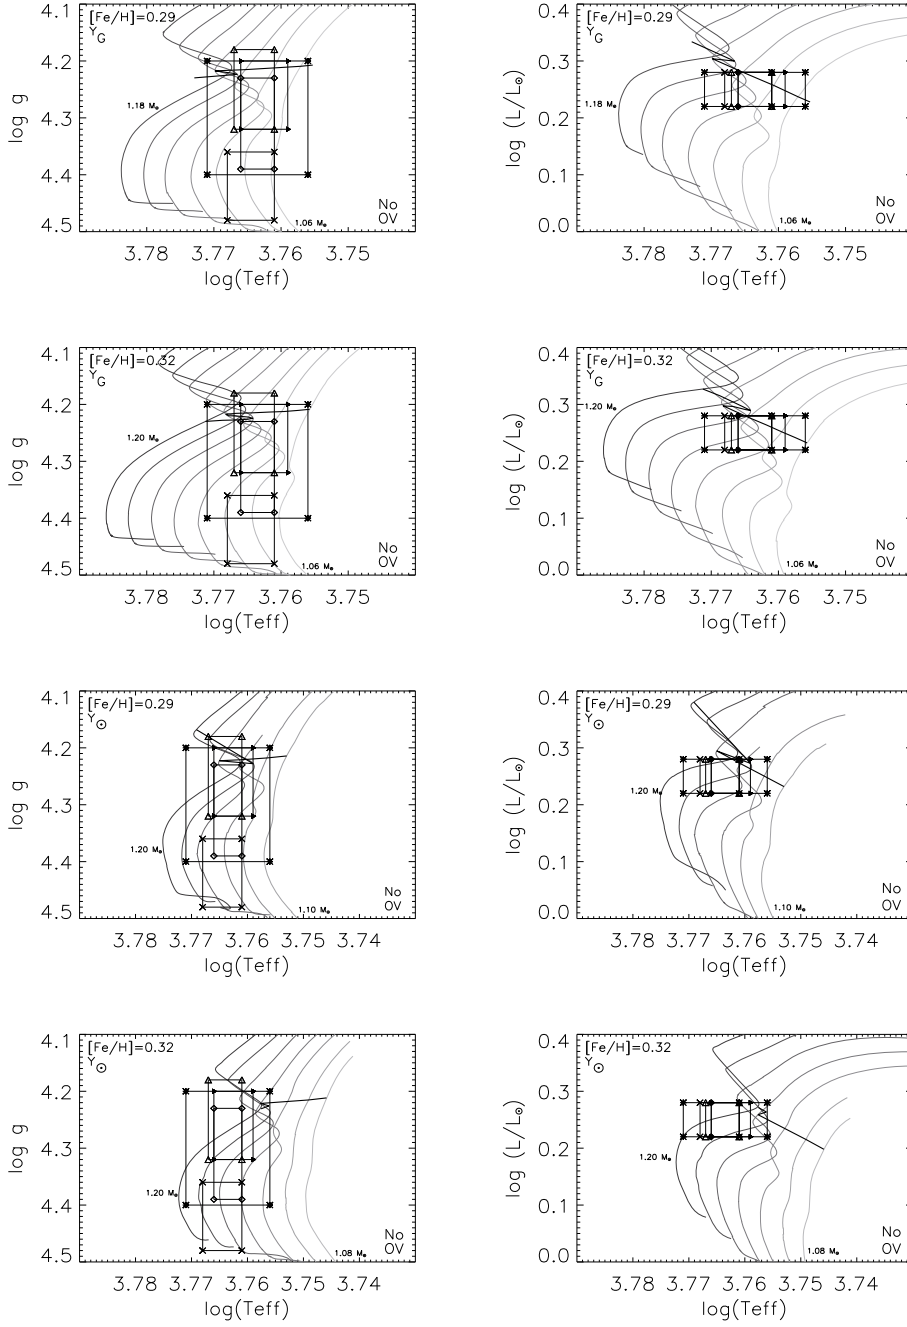 4.1
4.2
4.3
4.4
4.5
log g
[Fe/H]=0.29
Y_G
1.18 M⊙
1.06 M⊙
No
OV
3.78 3.77 3.76 3.75
log(Teff)
0.4
0.3
0.2
0.1
0.0
log (L/L⊙)
[Fe/H]=0.29
Y_G
1.18 M⊙
1.06 M⊙
No
OV
3.78 3.77 3.76 3.75
log(Teff)
4.1
4.2
4.3
4.4
4.5
log g
[Fe/H]=0.32
Y_G
1.20 M⊙
1.06 M⊙
No
OV
3.78 3.77 3.76 3.75
log(Teff)
0.4
0.3
0.2
0.1
0.0
log (L/L⊙)
[Fe/H]=0.32
Y_G
1.20 M⊙
1.06 M⊙
No
OV
3.78 3.77 3.76 3.75
log(Teff)
4.1
4.2
4.3
4.4
4.5
log g
[Fe/H]=0.29
Y⊙
1.20 M⊙
1.10 M⊙
No
OV
3.78 3.77 3.76 3.75 3.74
log(Teff)
0.4
0.3
0.2
0.1
0.0
log (L/L⊙)
[Fe/H]=0.29
Y⊙
1.20 M⊙
1.10 M⊙
No
OV
3.78 3.77 3.76 3.75 3.74
log(Teff)
4.1
4.2
4.3
4.4
4.5
log g
[Fe/H]=0.32
Y⊙
1.20 M⊙
1.08 M⊙
No
OV
3.78 3.77 3.76 3.75 3.74
log(Teff)
0.4
0.3
0.2
0.1
0.0
log (L/L⊙)
[Fe/H]=0.32
Y⊙
1.20 M⊙
1.08 M⊙
No
OV
3.78 3.77 3.76 3.75 3.74
log(Teff)